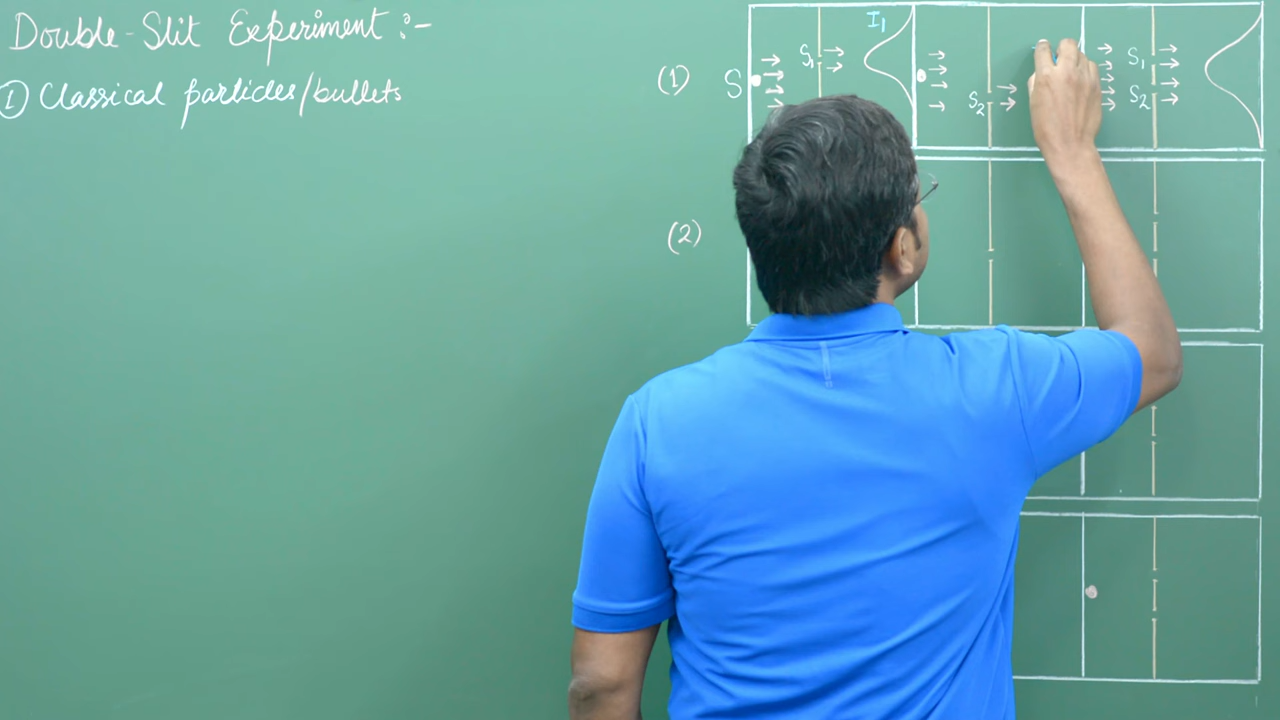 Double-Slit Experiment :-
① Classical particles/bullets
(1) S S₁ I₁ S₂ S₁ S₂
(2)